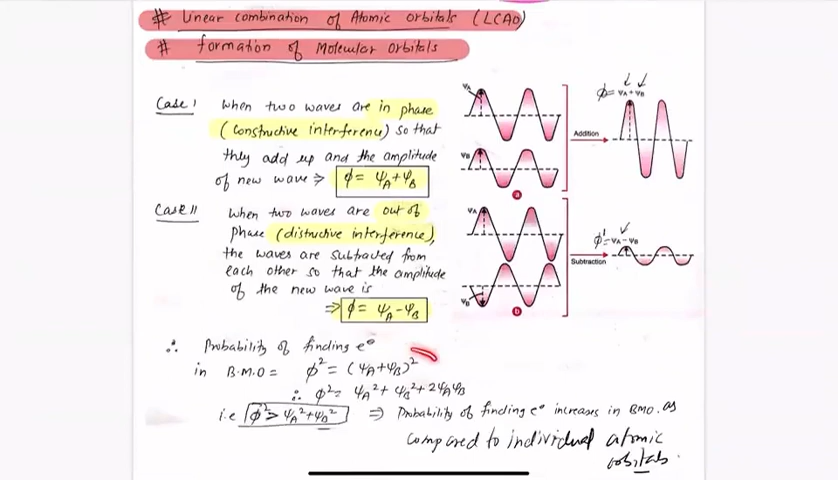 # Linear combination of Atomic orbitals (LCAO)
# formation of Molecular Orbitals
Case I when two waves are in phase
(constructive interference) so that
they add up and the amplitude
of new wave ⇒ φ = ψA + ψB
Case II when two waves are out of
phase (distructive interference),
the waves are subtracted from
each other so that the amplitude
of the new wave is
⇒ φ = ψA - ψB
ψA
ψB
a
Addition
φ = ψA + ψB
ψA
ψB
b
Subtraction
φ' = ψA - ψB
∴ Probability of finding e⊖
in B.M.O = φ² = (ψA + ψB)²
∴ φ² = ψA² + ψB² + 2ψAψB
i.e φ² > ψA² + ψB² ⇒ Probability of finding e⊖ increases in BMO. as
compared to individual atomic
orbitals.